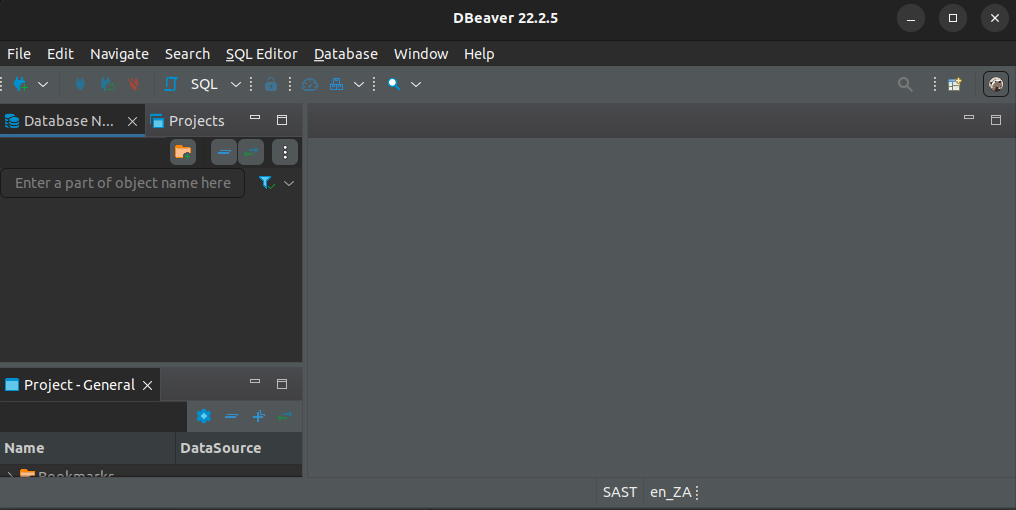 DBeaver 22.2.5
File Edit Navigate Search SQL Editor Database Window Help
SQL
Database N... Projects
Enter a part of object name here
Project - General
Name DataSource
Bookmarks
SAST en_ZA